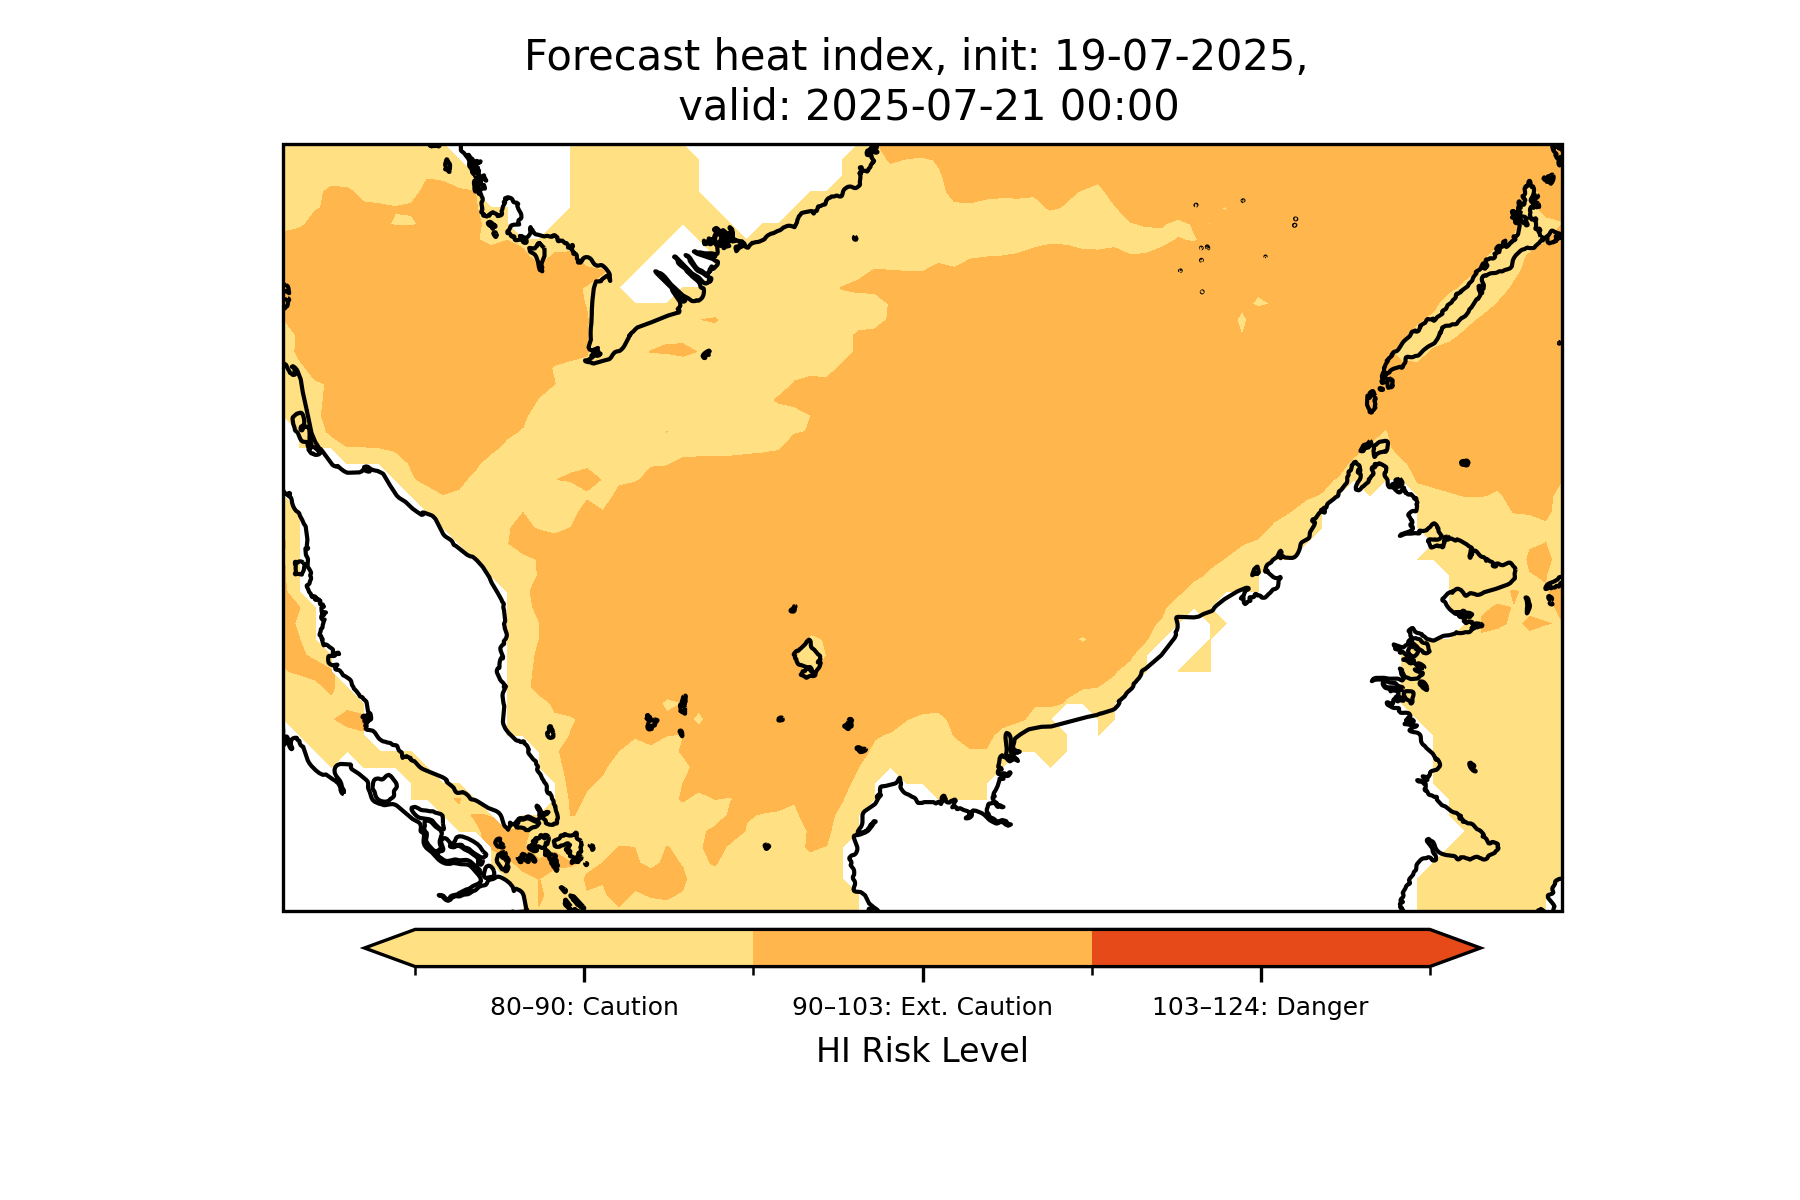 Forecast heat index, init: 19-07-2025,
valid: 2025-07-21 00:00
80–90: Caution
90–103: Ext. Caution
103–124: Danger
HI Risk Level